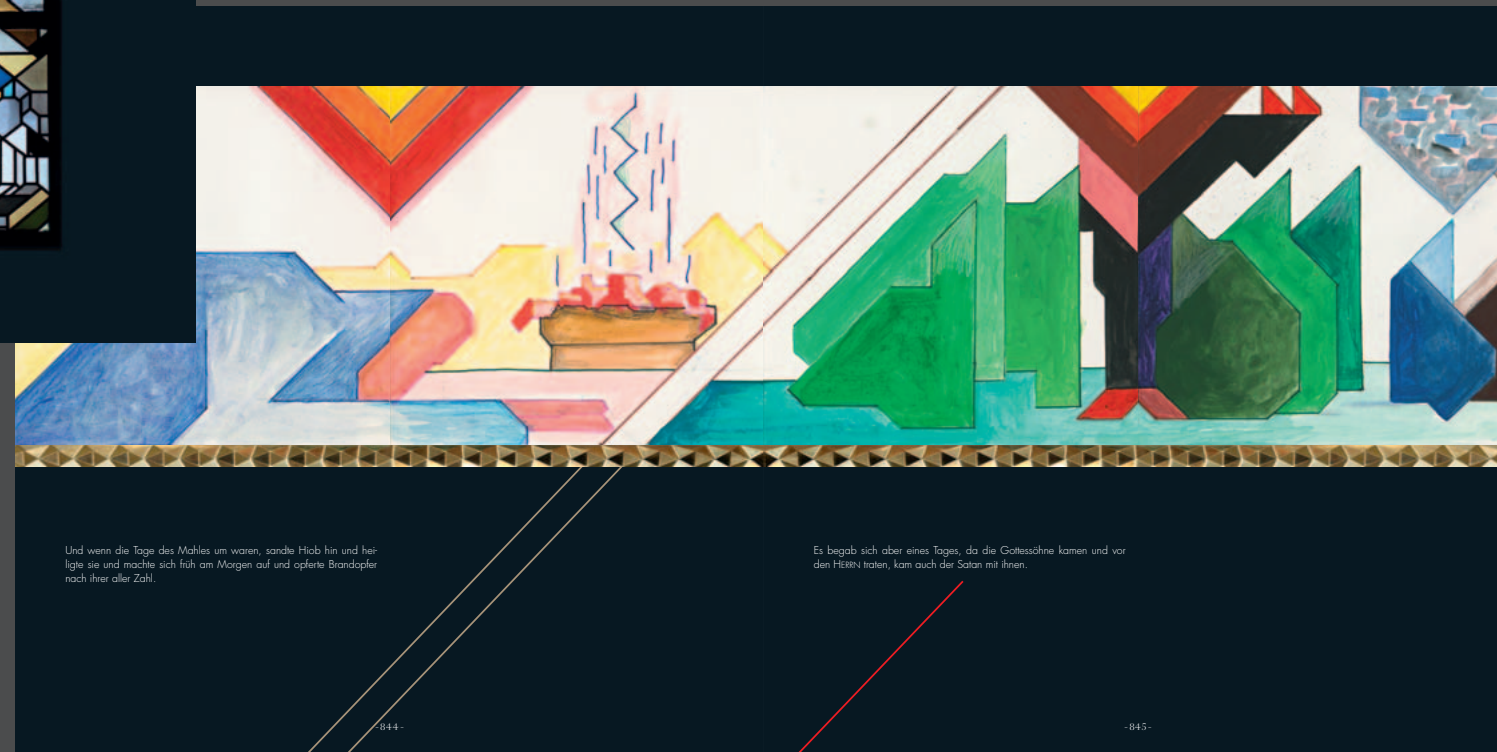 Und wenn die Tage des Mahles um waren, sandte Hiob hin und hei-
ligte sie und machte sich früh am Morgen auf und opferte Brandopfer
nach ihrer aller Zahl.
Es begab sich aber eines Tages, da die Gottessöhne kamen und vor
den HERRN traten, kam auch der Satan mit ihnen.
-844-
-845-